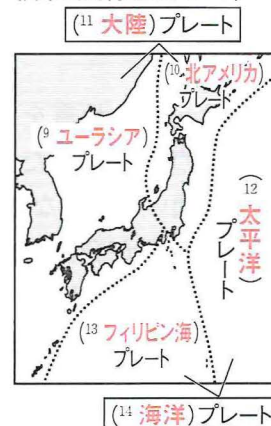 (11 大陸)プレート
(10 北アメリカ)
プレート
(9 ユーラシア)
プレート
(12 太平洋)プレート
(13 フィリピン海)
プレート
(14 海洋)プレート